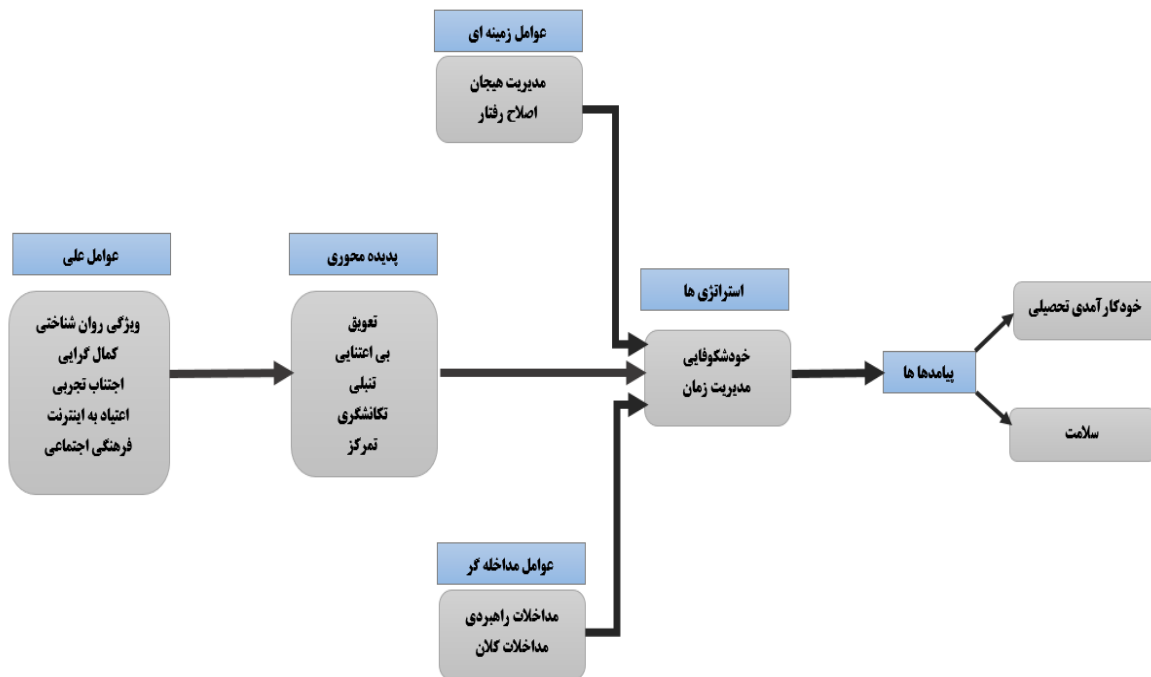 عوامل زمینه ای
مدیریت هیجان
اصلاح رفتار
عوامل علی
ویژگی روان شناختی
کمال گرایی
اجتناب تجربی
اعتیاد به اینترنت
فرهنگی اجتماعی
پدیده محوری
تعویق
بی اعتنایی
تنبلی
تکانشگری
تمرکز
عوامل مداخله گر
مداخلات راهبردی
مداخلات کلان
استراتژی ها
خودشکوفایی
مدیریت زمان
پیامدها ها
خودکارآمدی تحصیلی
سلامت